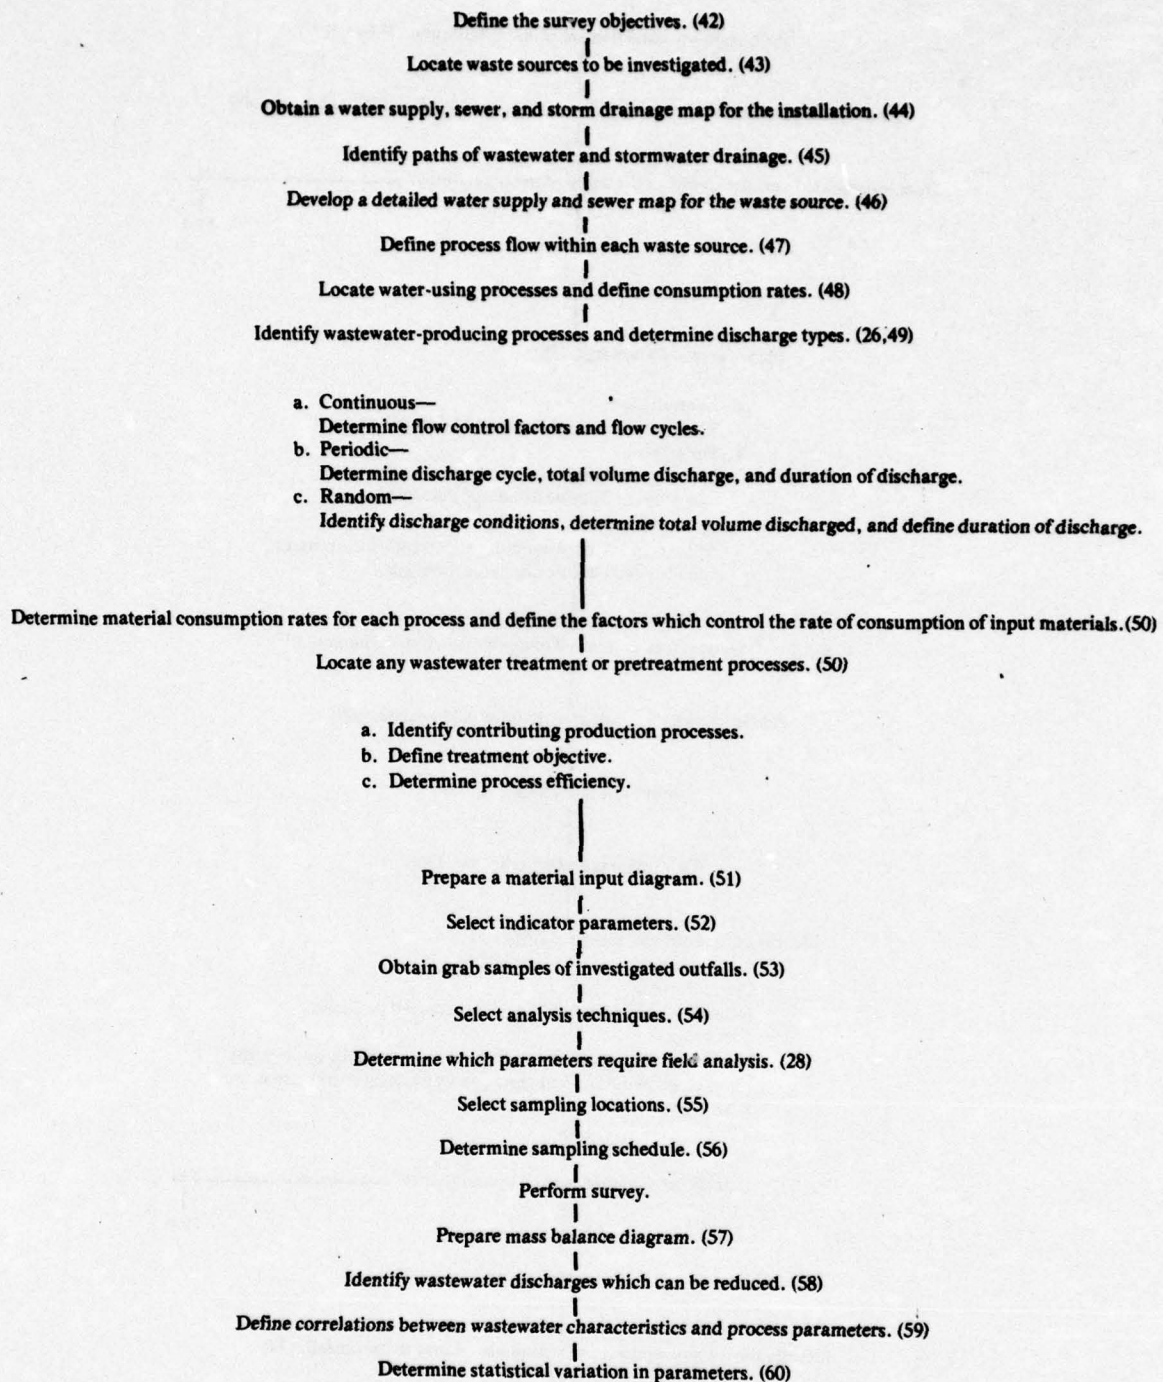 Define the survey objectives. (42)
Locate waste sources to be investigated. (43)
Obtain a water supply, sewer, and storm drainage map for the installation. (44)
Identify paths of wastewater and stormwater drainage. (45)
Develop a detailed water supply and sewer map for the waste source. (46)
Define process flow within each waste source. (47)
Locate water-using processes and define consumption rates. (48)
Identify wastewater-producing processes and determine discharge types. (26,49)
a. Continuous—
Determine flow control factors and flow cycles.
b. Periodic—
Determine discharge cycle, total volume discharge, and duration of discharge.
c. Random—
Identify discharge conditions, determine total volume discharged, and define duration of discharge.
Determine material consumption rates for each process and define the factors which control the rate of consumption of input materials.(50)
Locate any wastewater treatment or pretreatment processes. (50)
a. Identify contributing production processes.
b. Define treatment objective.
c. Determine process efficiency.
Prepare a material input diagram. (51)
Select indicator parameters. (52)
Obtain grab samples of investigated outfalls. (53)
Select analysis techniques. (54)
Determine which parameters require field analysis. (28)
Select sampling locations. (55)
Determine sampling schedule. (56)
Perform survey.
Prepare mass balance diagram. (57)
Identify wastewater discharges which can be reduced. (58)
Define correlations between wastewater characteristics and process parameters. (59)
Determine statistical variation in parameters. (60)